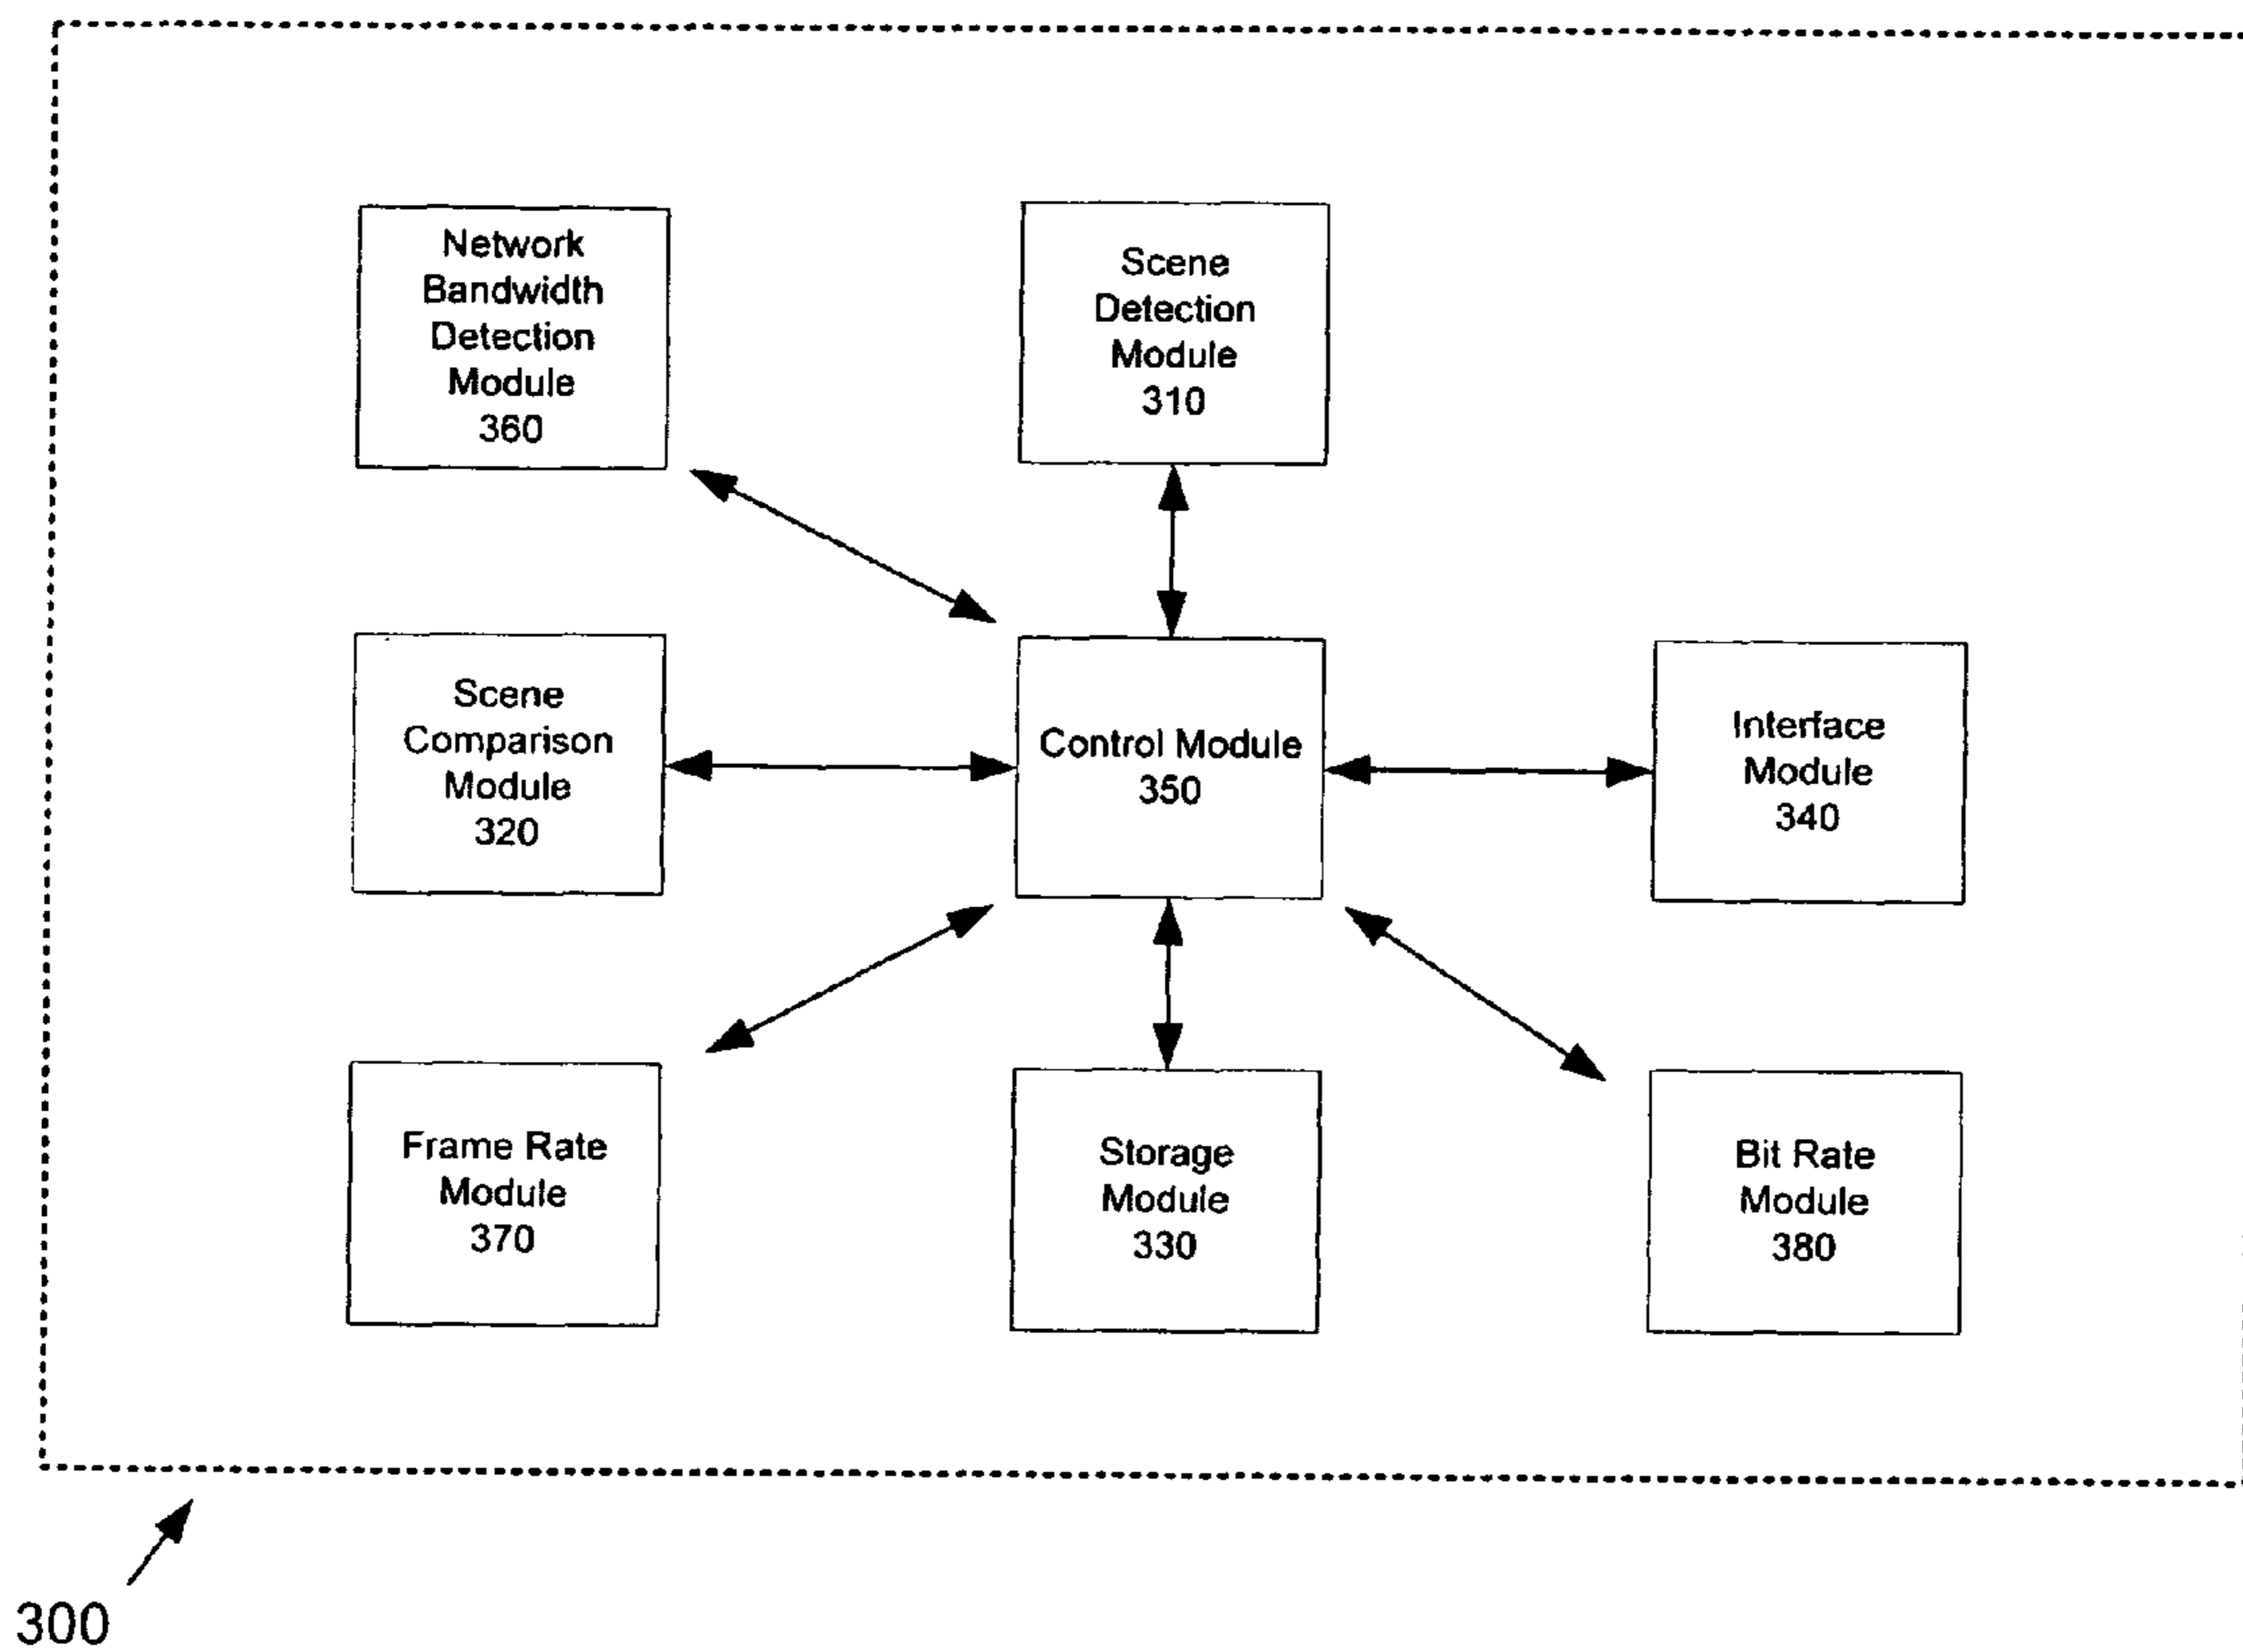 Network
Bandwidth
Detection
Module
360
Scene
Detection
Module
310
Scene
Comparison
Module
320
Control Module
350
Interface
Module
340
Frame Rate
Module
370
Storage
Module
330
Bit Rate
Module
380
300